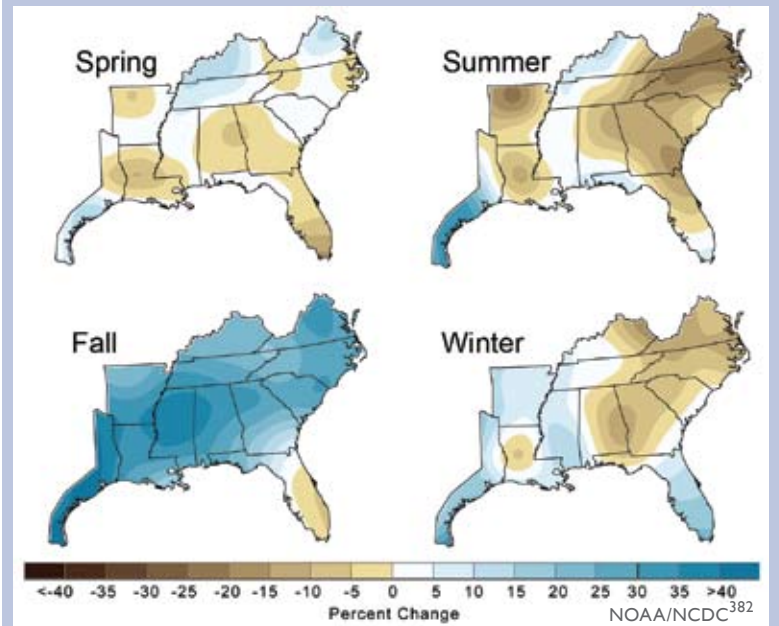 Spring
Summer
Fall
Winter
<-40 -35 -30 -25 -20 -15 -10 -5 0 5 10 15 20 25 30 35 >40
Percent Change
NOAA/NCDC382